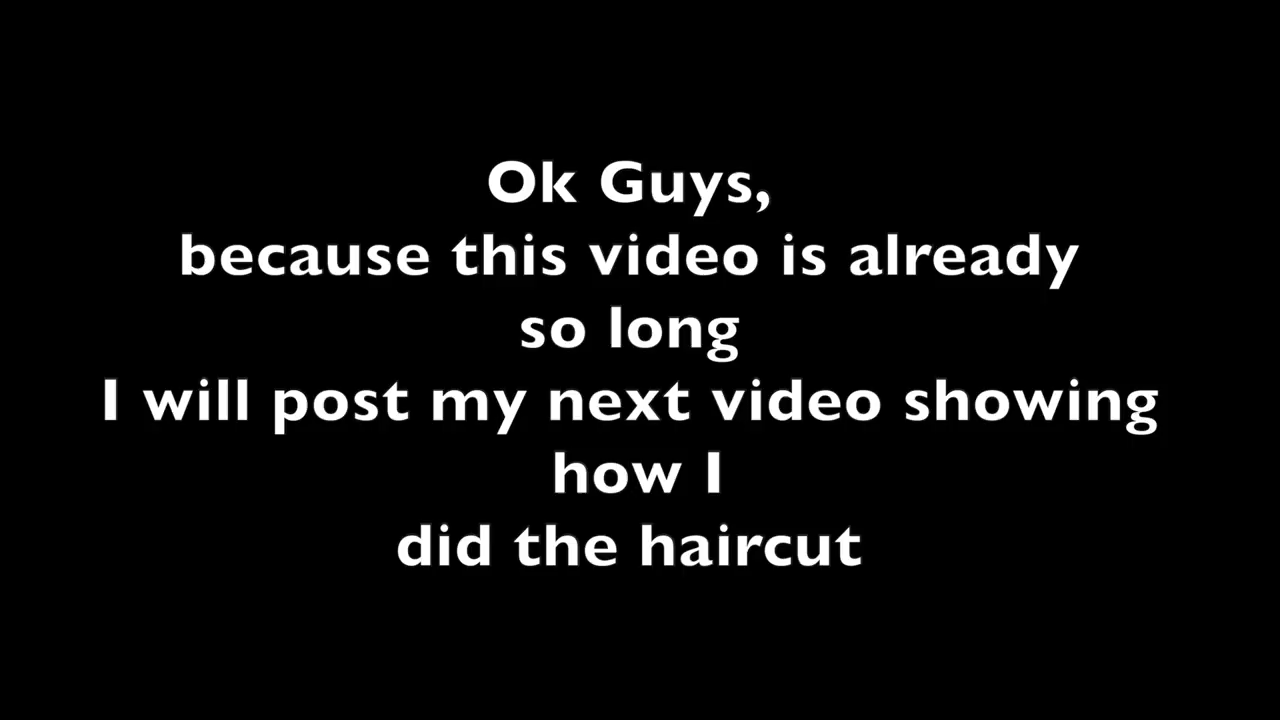 Ok Guys,
because this video is already
so long
I will post my next video showing
how I
did the haircut